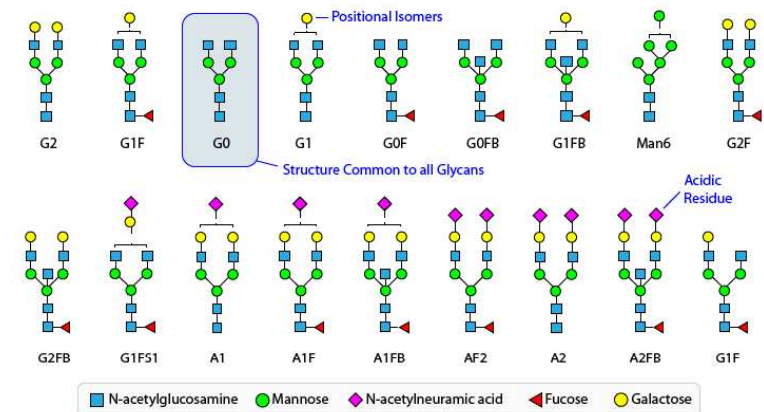 Positional Isomers
G2 G1F G0 G1 G0F G0FB G1FB Man6 G2F
Structure Common to all Glycans
Acidic
Residue
G2FB G1FS1 A1 A1F A1FB AF2 A2 A2FB G1F
N-acetylglucosamine Mannose N-acetylneuramic acid Fucose Galactose